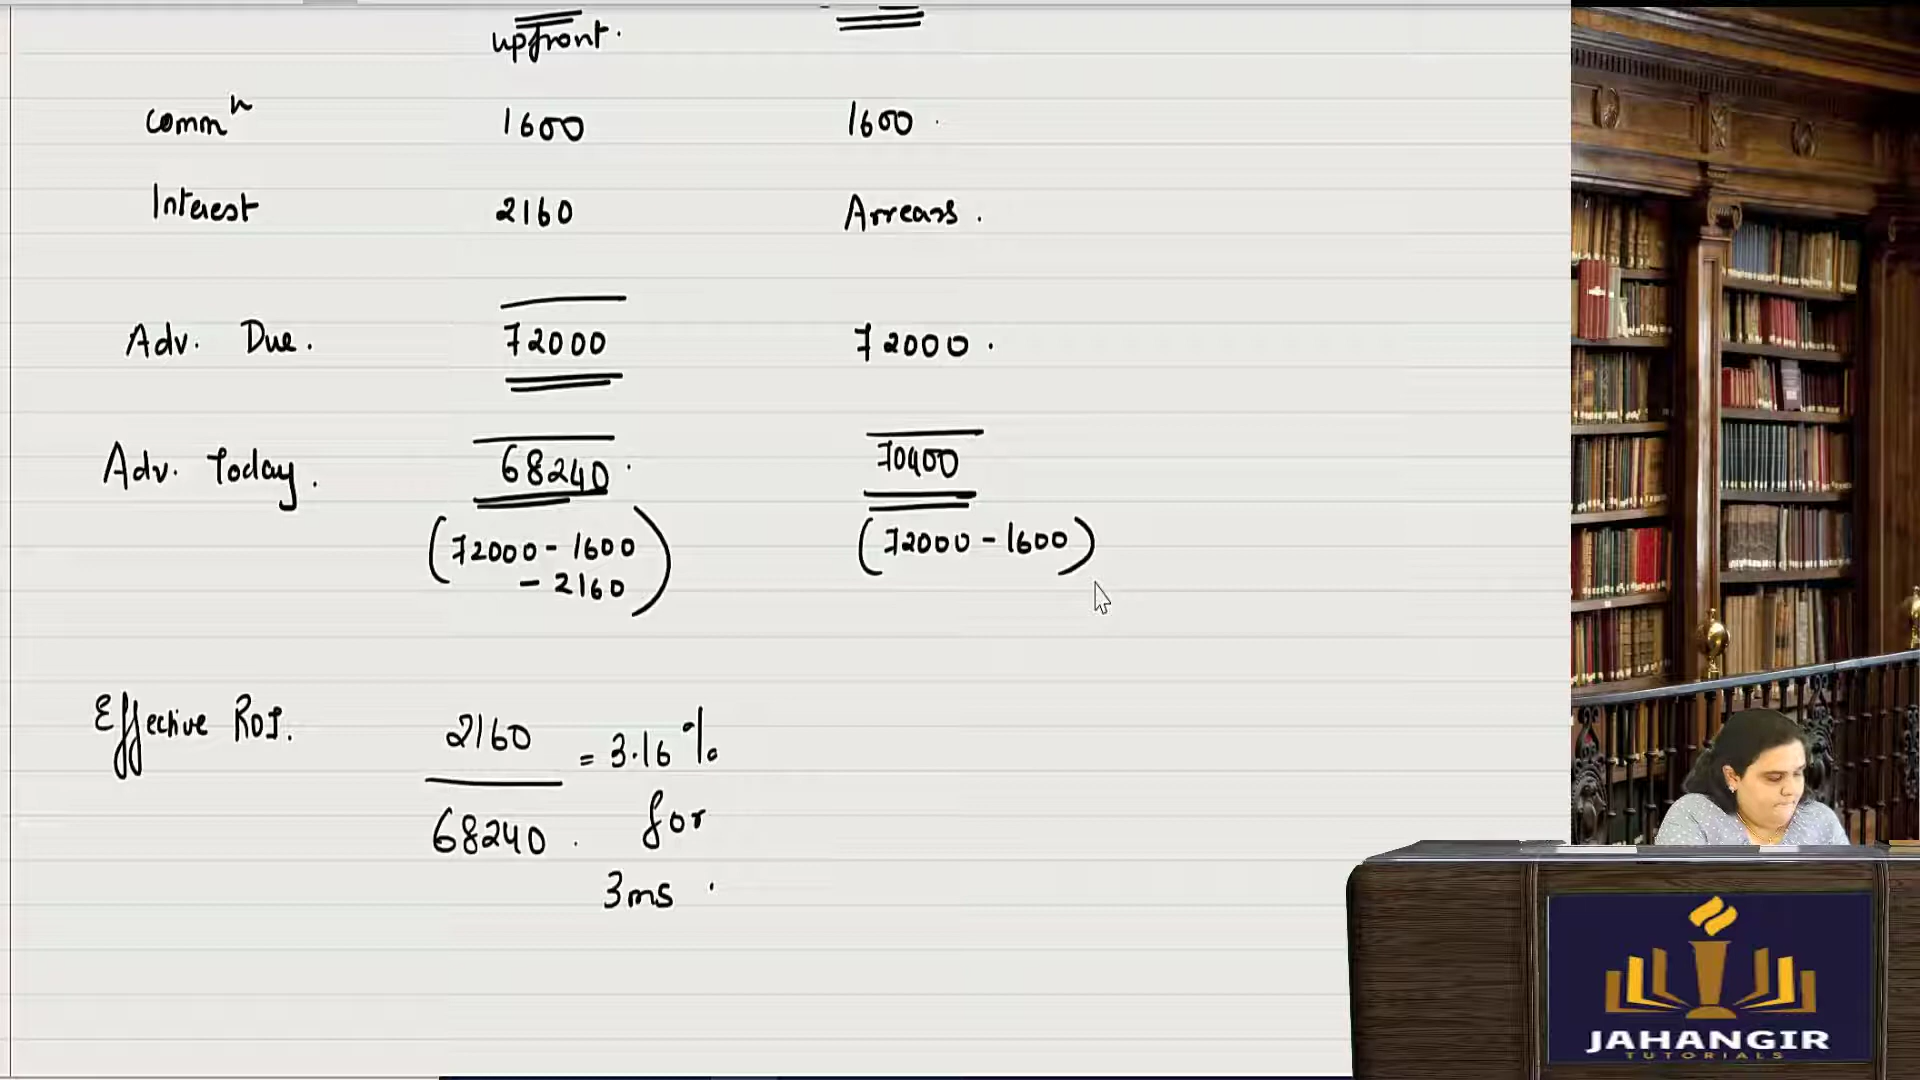 upfront.
commⁿ 1600 1600
Interest 2160 Arrears.
Adv. Due. 72000 72000.
Adv. Today. 68240. 70400
(72000 - 1600 - 2160) (72000 - 1600)
Effective ROI. 2160 / 68240 = 3.16% for 3ms.
JAHANGIR
TUTORIALS